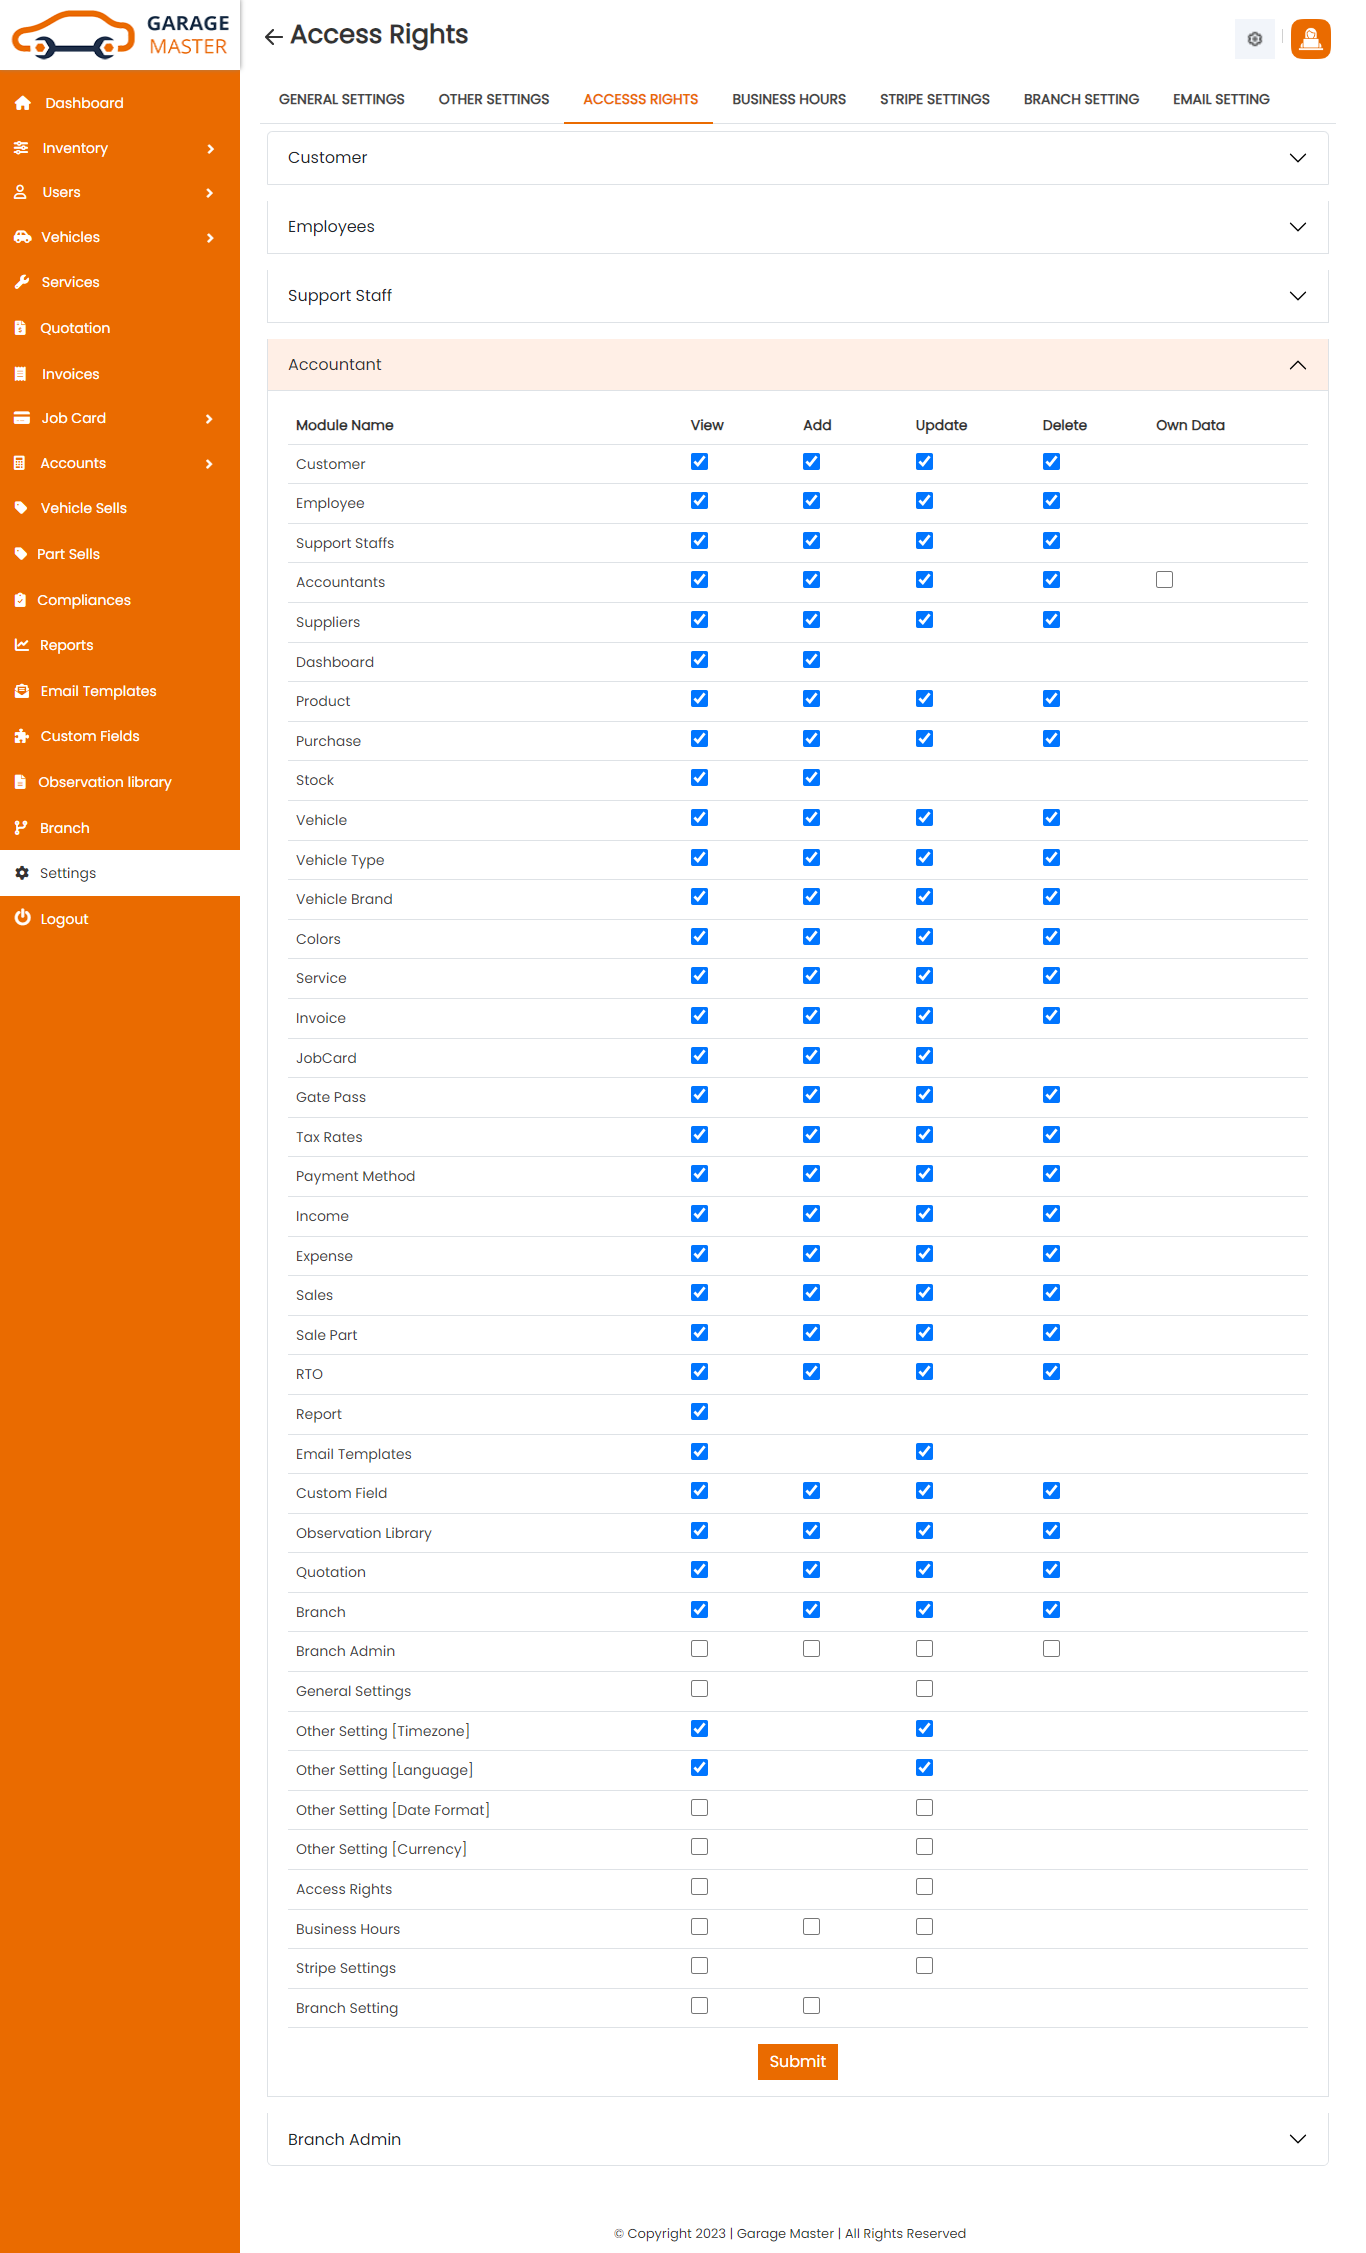 GARAGE
MASTER
Access Rights
Dashboard
Inventory
Users
Vehicles
Services
Quotation
Invoices
Job Card
Accounts
Vehicle Sells
Part Sells
Compliances
Reports
Email Templates
Custom Fields
Observation library
Branch
Settings
Logout
GENERAL SETTINGS OTHER SETTINGS ACCESSS RIGHTS BUSINESS HOURS STRIPE SETTINGS BRANCH SETTING EMAIL SETTING
Customer
Employees
Support Staff
Accountant
Module Name View Add Update Delete Own Data
Customer
Employee
Support Staffs
Accountants
Suppliers
Dashboard
Product
Purchase
Stock
Vehicle
Vehicle Type
Vehicle Brand
Colors
Service
Invoice
JobCard
Gate Pass
Tax Rates
Payment Method
Income
Expense
Sales
Sale Part
RTO
Report
Email Templates
Custom Field
Observation Library
Quotation
Branch
Branch Admin
General Settings
Other Setting [Timezone]
Other Setting [Language]
Other Setting [Date Format]
Other Setting [Currency]
Access Rights
Business Hours
Stripe Settings
Branch Setting
Submit
Branch Admin
© Copyright 2023 | Garage Master | All Rights Reserved